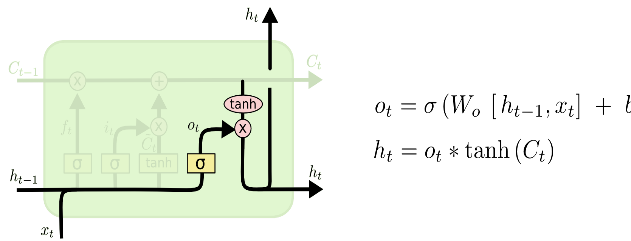 h_t
C_{t-1}
C_t
x
+
tanh
f_t
i_t
o_t
x
x
C̃_t
σ
σ
tanh
σ
h_{t-1}
h_t
x_t
o_t = σ (W_o [h_{t-1}, x_t] + b
h_t = o_t * tanh (C_t)